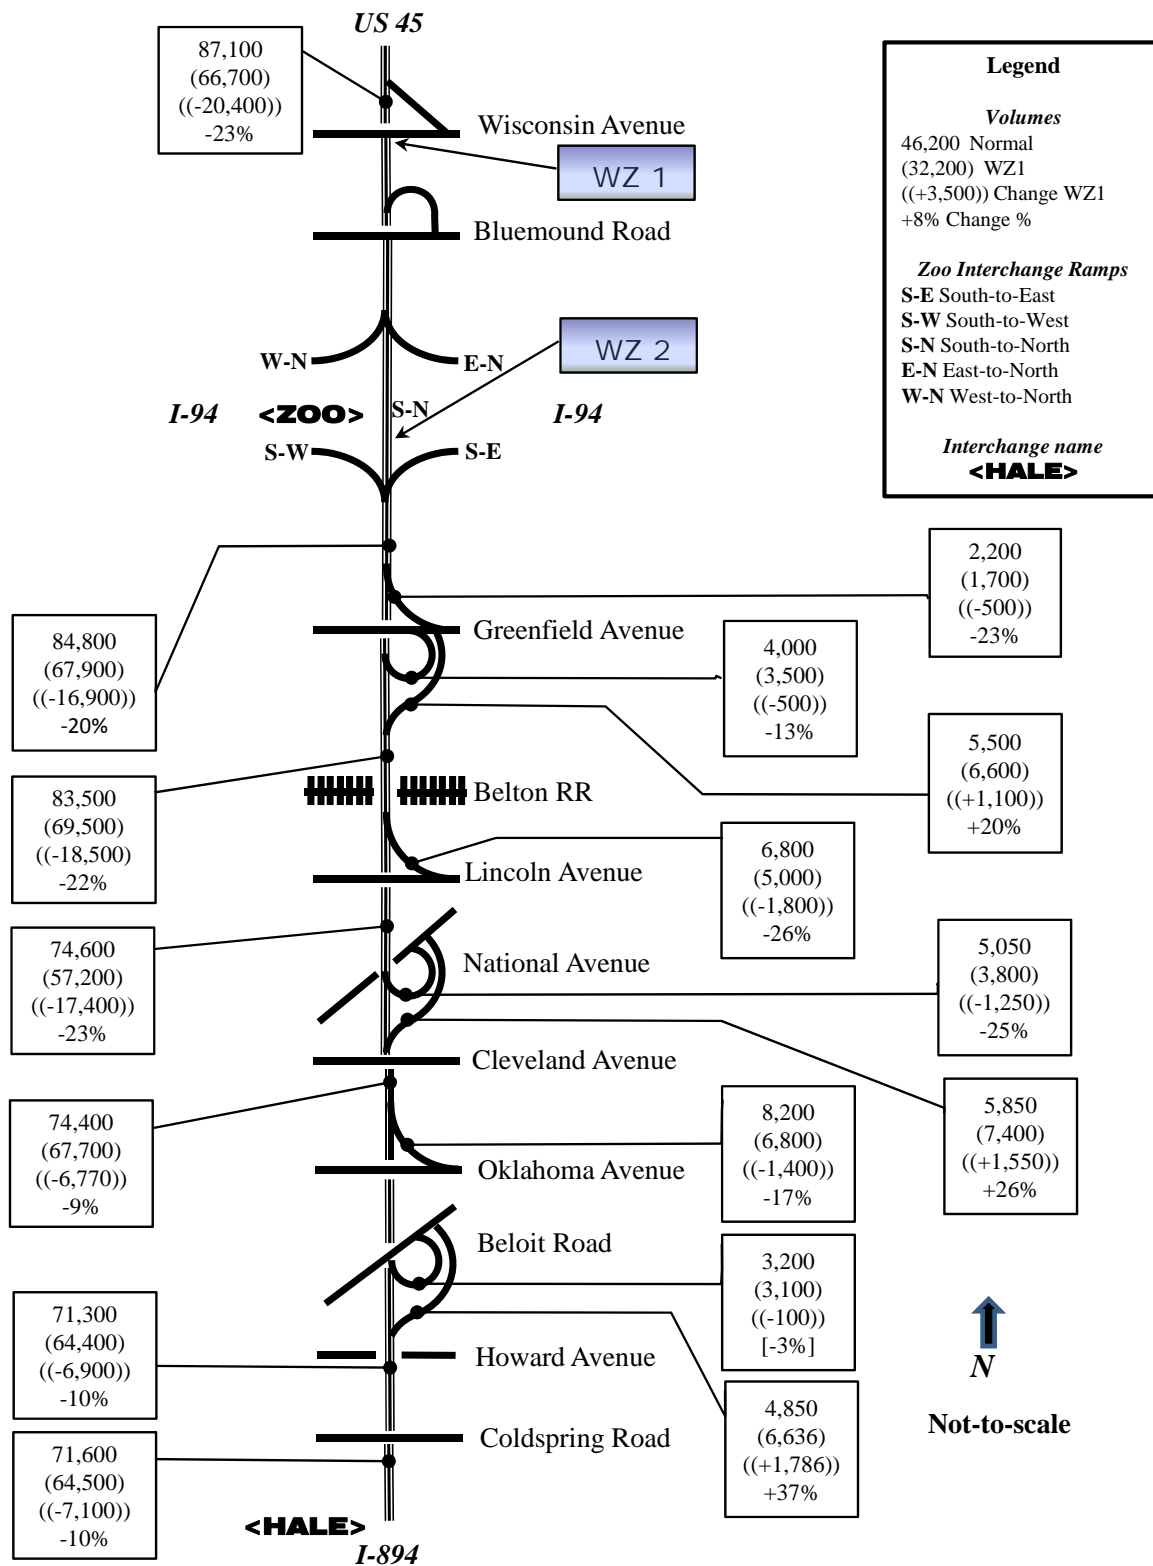 US 45
87,100
(66,700)
((-20,400))
-23%
Wisconsin Avenue
WZ 1
Bluemound Road
W-N
E-N
WZ 2
I-94
<ZOO>
S-N
I-94
S-W
S-E
Legend
Volumes
46,200 Normal
(32,200) WZ1
((+3,500)) Change WZ1
+8% Change %
Zoo Interchange Ramps
S-E South-to-East
S-W South-to-West
S-N South-to-North
E-N East-to-North
W-N West-to-North
Interchange name
<HALE>
2,200
(1,700)
((-500))
-23%
84,800
(67,900)
((-16,900))
-20%
Greenfield Avenue
4,000
(3,500)
((-500))
-13%
5,500
(6,600)
((+1,100))
+20%
83,500
(69,500)
((-18,500)
-22%
Belton RR
6,800
(5,000)
((-1,800))
-26%
Lincoln Avenue
74,600
(57,200)
((-17,400))
-23%
National Avenue
5,050
(3,800)
((-1,250))
-25%
Cleveland Avenue
74,400
(67,700)
((-6,770))
-9%
8,200
(6,800)
((-1,400))
-17%
5,850
(7,400)
((+1,550))
+26%
Oklahoma Avenue
Beloit Road
3,200
(3,100)
((-100))
[-3%]
71,300
(64,400)
((-6,900))
-10%
Howard Avenue
N
4,850
(6,636)
((+1,786))
+37%
Not-to-scale
Coldspring Road
71,600
(64,500)
((-7,100))
-10%
<HALE>
I-894